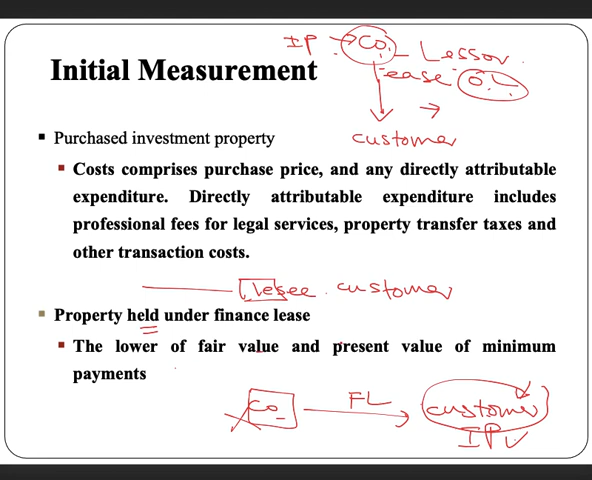 IP → Co. - Lessor
Initial Measurement
Lease O.L
→
customer
▪ Purchased investment property
▪ Costs comprises purchase price, and any directly attributable
expenditure. Directly attributable expenditure includes
professional fees for legal services, property transfer taxes and
other transaction costs.
lesee. customer
▪ Property held under finance lease
▪ The lower of fair value and present value of minimum
payments
Co FL customer
IP ✓